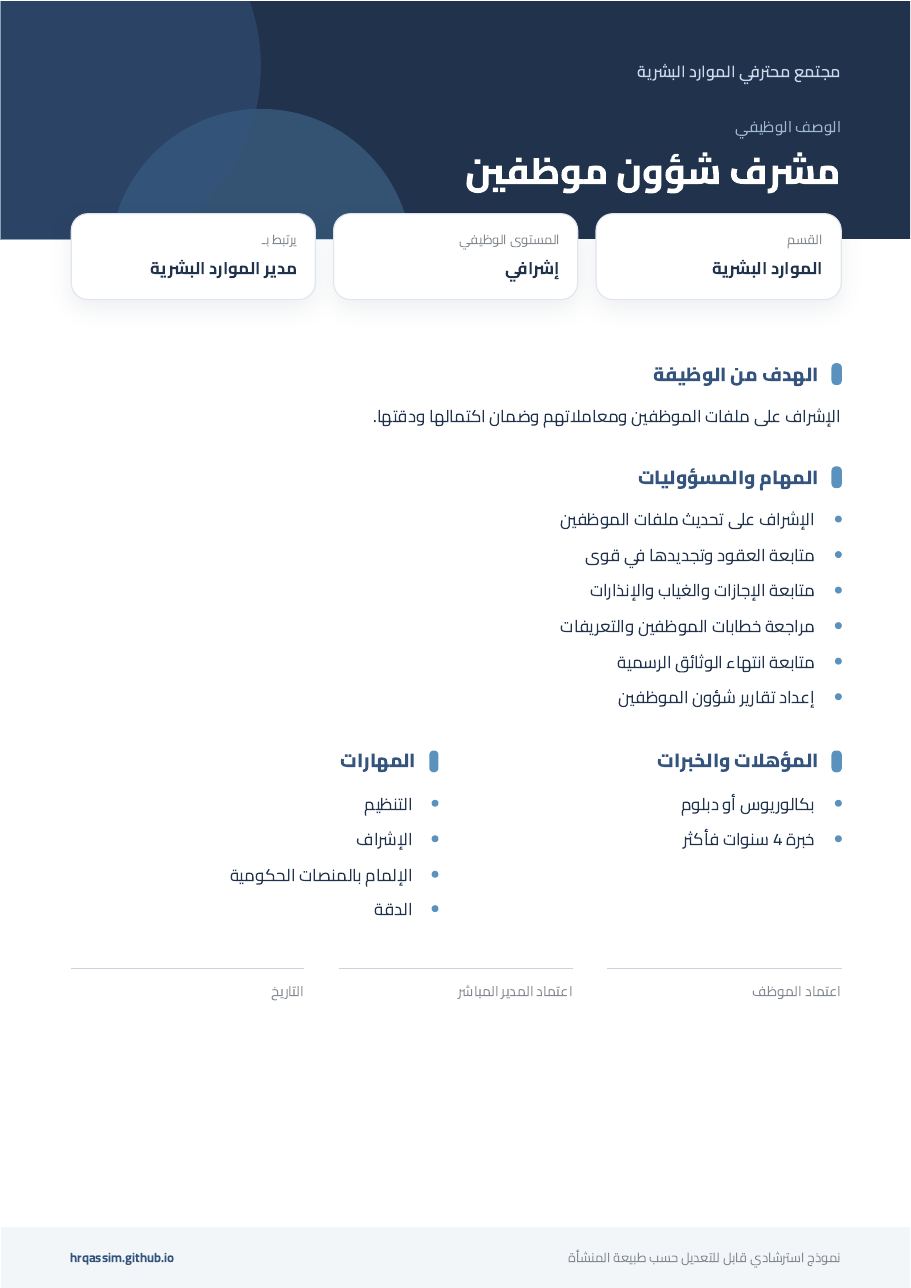 مجتمع محترفي الموارد البشرية
الوصف الوظيفي
مشرف شؤون موظفين
القسم
الموارد البشرية
المستوى الوظيفي
إشرافي
يرتبط بـ
مدير الموارد البشرية
الهدف من الوظيفة
الإشراف على ملفات الموظفين ومعاملاتهم وضمان اكتمالها ودقتها.
المهام والمسؤوليات
الإشراف على تحديث ملفات الموظفين
متابعة العقود وتجديدها في قوى
متابعة الإجازات والغياب والإنذارات
مراجعة خطابات الموظفين والتعريفات
متابعة انتهاء الوثائق الرسمية
إعداد تقارير شؤون الموظفين
المؤهلات والخبرات
بكالوريوس أو دبلوم
خبرة 4 سنوات فأكثر
المهارات
التنظيم
الإشراف
الإلمام بالمنصات الحكومية
الدقة
اعتماد الموظف
اعتماد المدير المباشر
التاريخ
نموذج استرشادي قابل للتعديل حسب طبيعة المنشأة
hrqassim.github.io